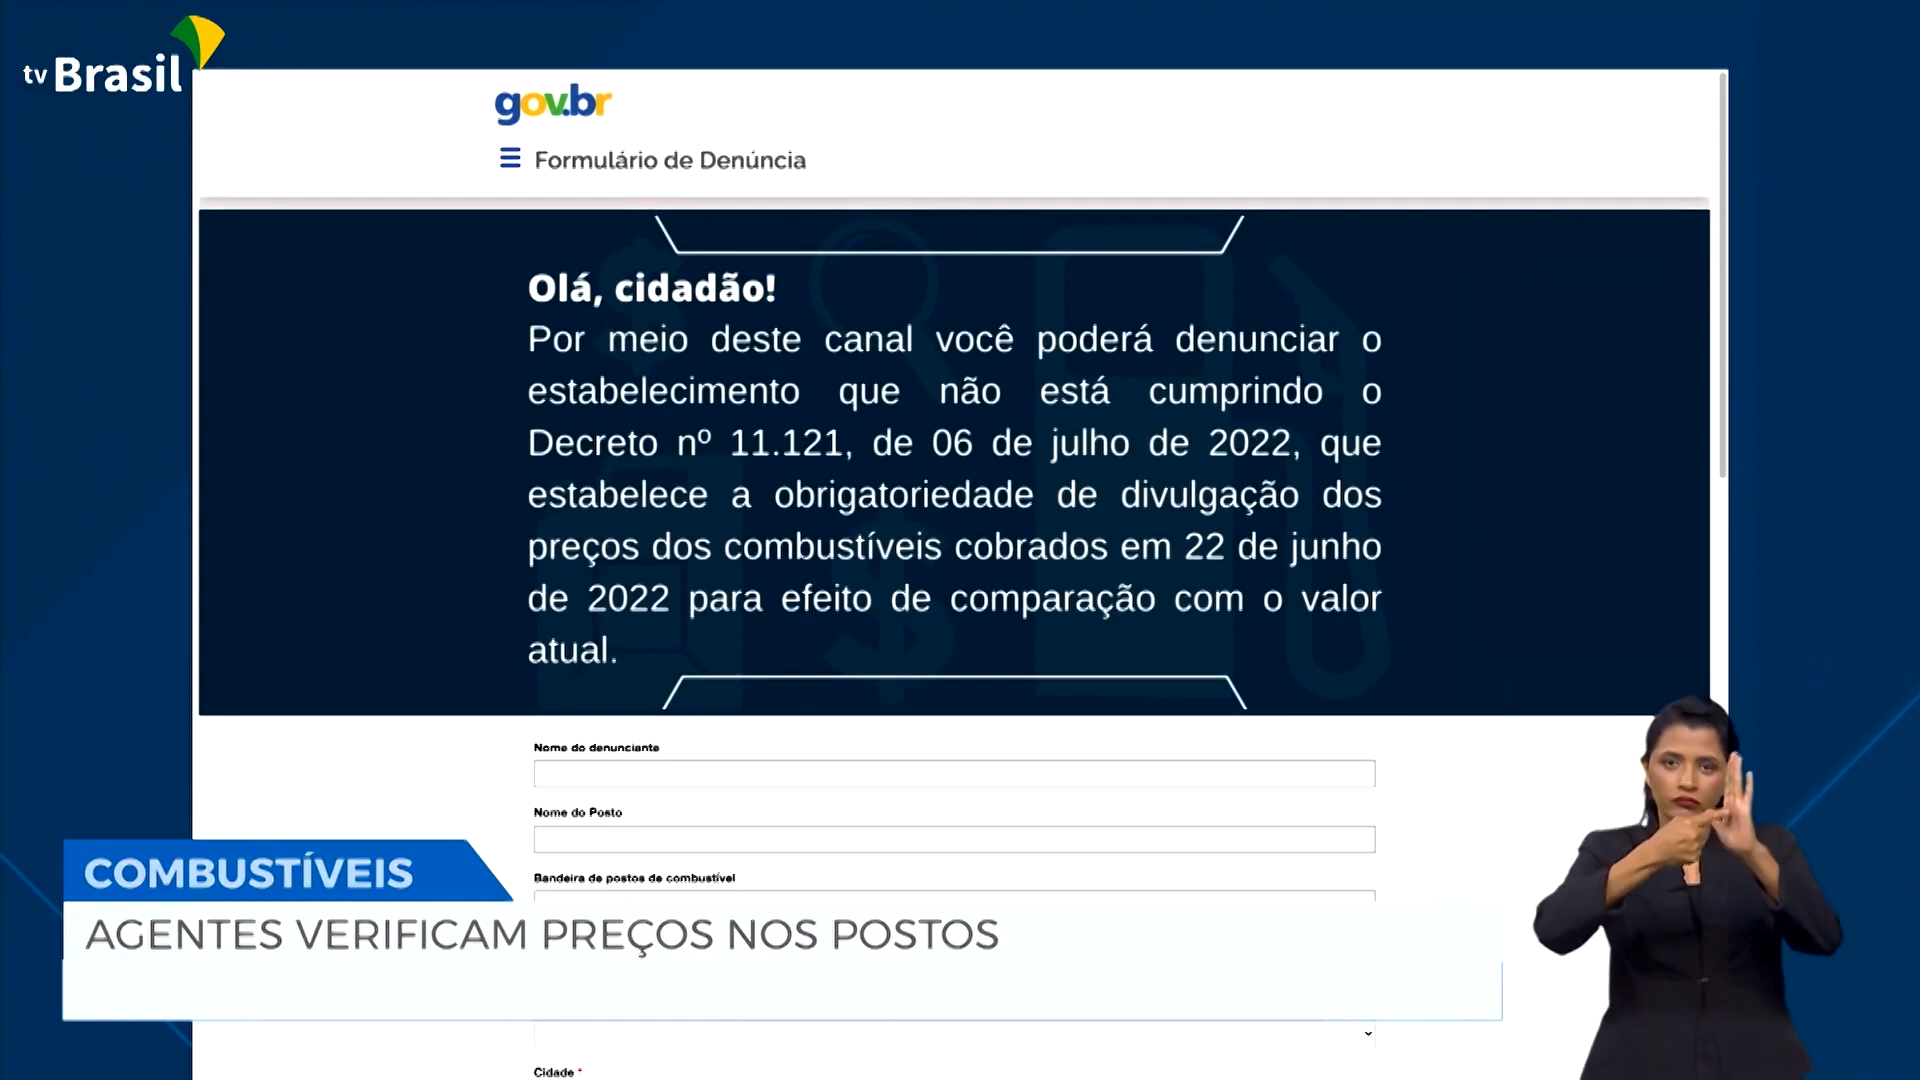 tv Brasil
gov.br
Formulário de Denúncia
Olá, cidadão!
Por meio deste canal você poderá denunciar o
estabelecimento que não está cumprindo o
Decreto nº 11.121, de 06 de julho de 2022, que
estabelece a obrigatoriedade de divulgação dos
preços dos combustíveis cobrados em 22 de junho
de 2022 para efeito de comparação com o valor
atual.
Nome do denunciante
Nome do Posto
Bandeira de postos de combustível
COMBUSTÍVEIS
AGENTES VERIFICAM PREÇOS NOS POSTOS
Cidade *